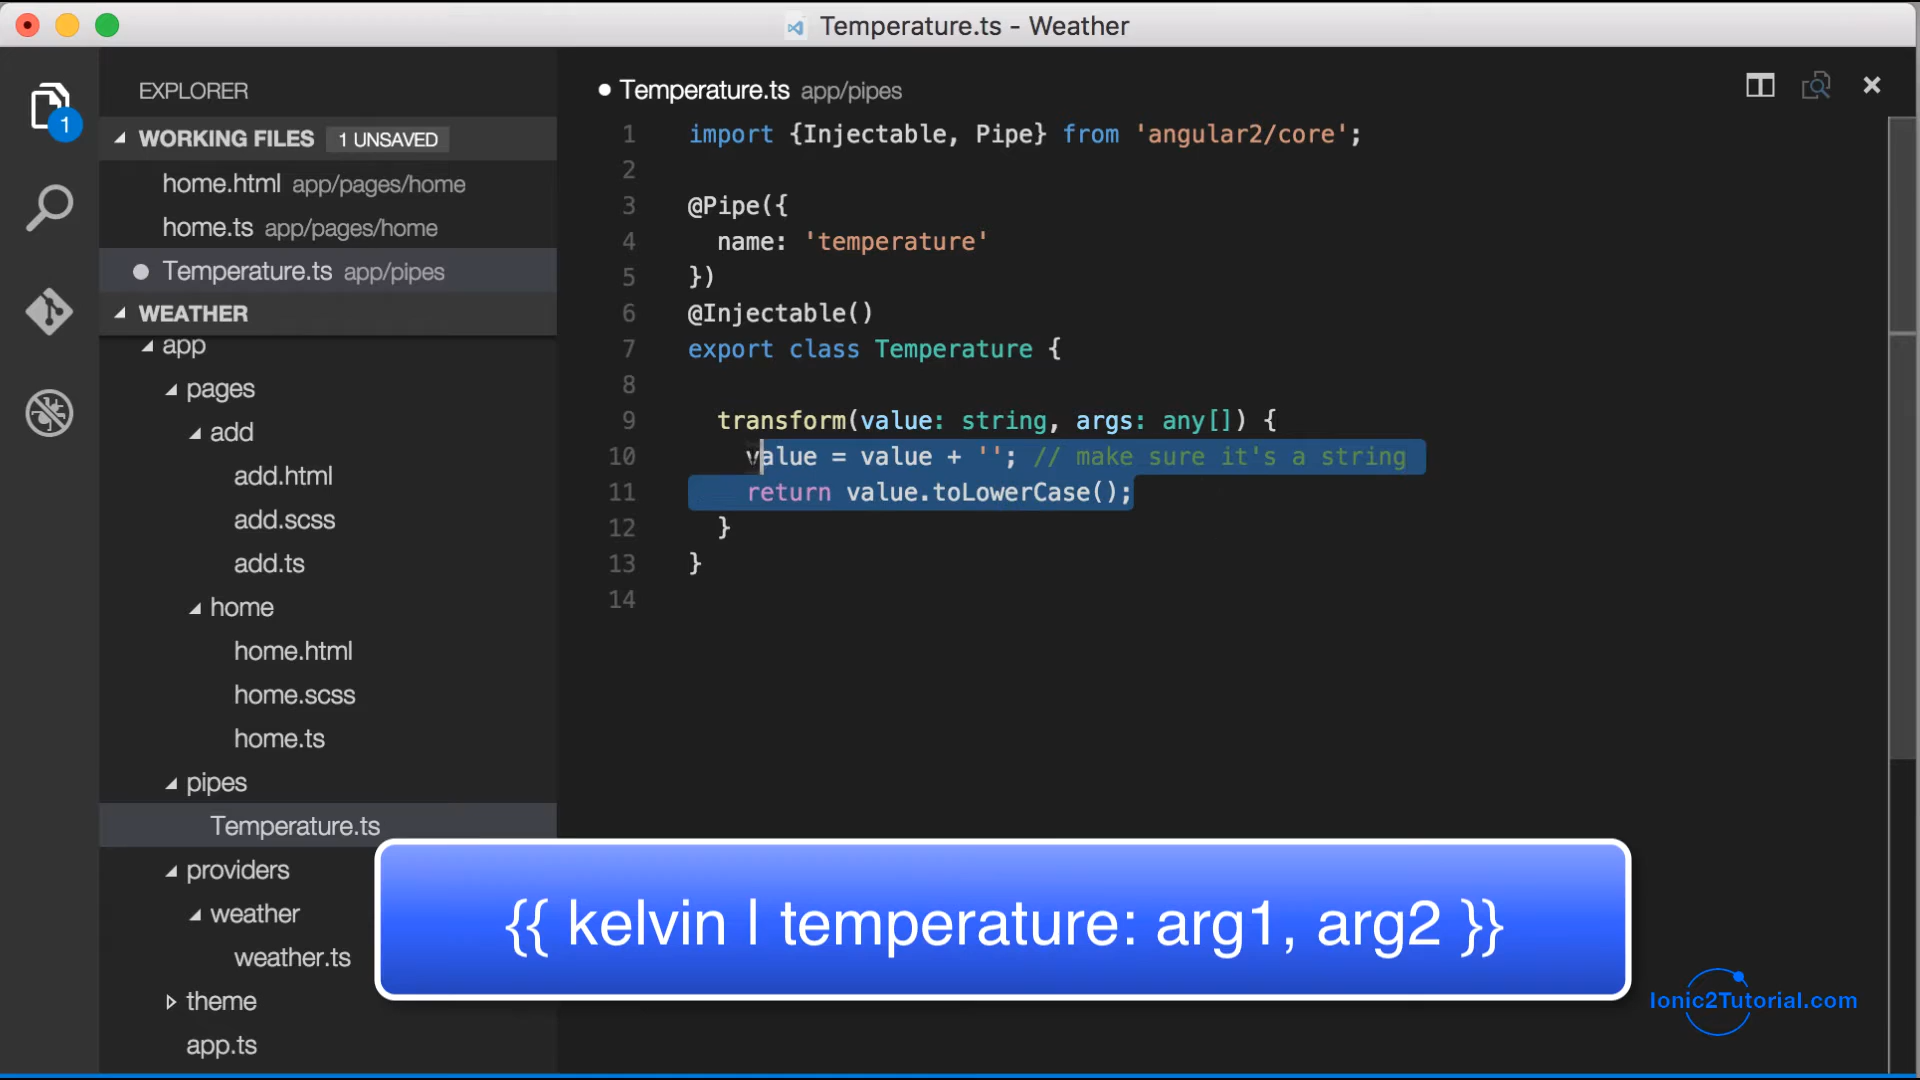 Temperature.ts - Weather
EXPLORER
WORKING FILES 1 UNSAVED
home.html app/pages/home
home.ts app/pages/home
Temperature.ts app/pipes
WEATHER
app
pages
add
add.html
add.scss
add.ts
home
home.html
home.scss
home.ts
pipes
Temperature.ts
providers
weather
weather.ts
theme
app.ts
1
Temperature.ts app/pipes
1 import {Injectable, Pipe} from 'angular2/core';
2
3 @Pipe({
4 name: 'temperature'
5 })
6 @Injectable()
7 export class Temperature {
8
9 transform(value: string, args: any[]) {
10 value = value + ''; // make sure it's a string
11 return value.toLowerCase();
12 }
13 }
14
{{ kelvin | temperature: arg1, arg2 }}
Ionic2Tutorial.com